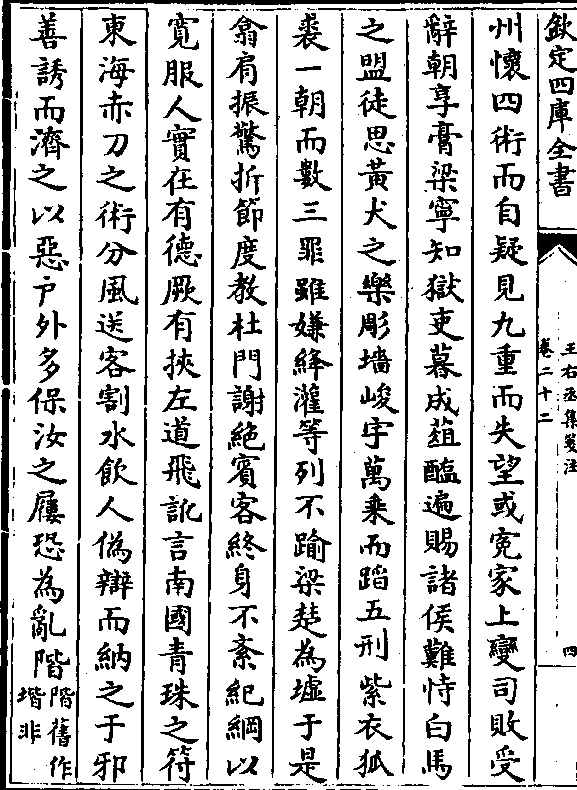 欽定四庫全書
王右丞集箋注
卷二十二
四
州懷四術而自疑見九重而失望或寃家上變司敗受
辭朝享膏粱寧知獄吏暮成葅醢遍賜諸侯難恃白馬
之盟徒思黃犬之樂彫墻峻宇萬乗而蹈五刑紫衣狐
裘一朝而數三罪雖嫌絳灌等列不踰梁楚為墟于是
翕肩振驚折節度教杜門謝絶賓客終身不紊紀綱以
寛服人實在有德厥有挾左道飛訛言南國青珠之符
東海赤刀之術分風送客割水飲人偽辯而納之于邪
善誘而濟之以惡户外多保汝之屨恐為亂階階舊作
堦非